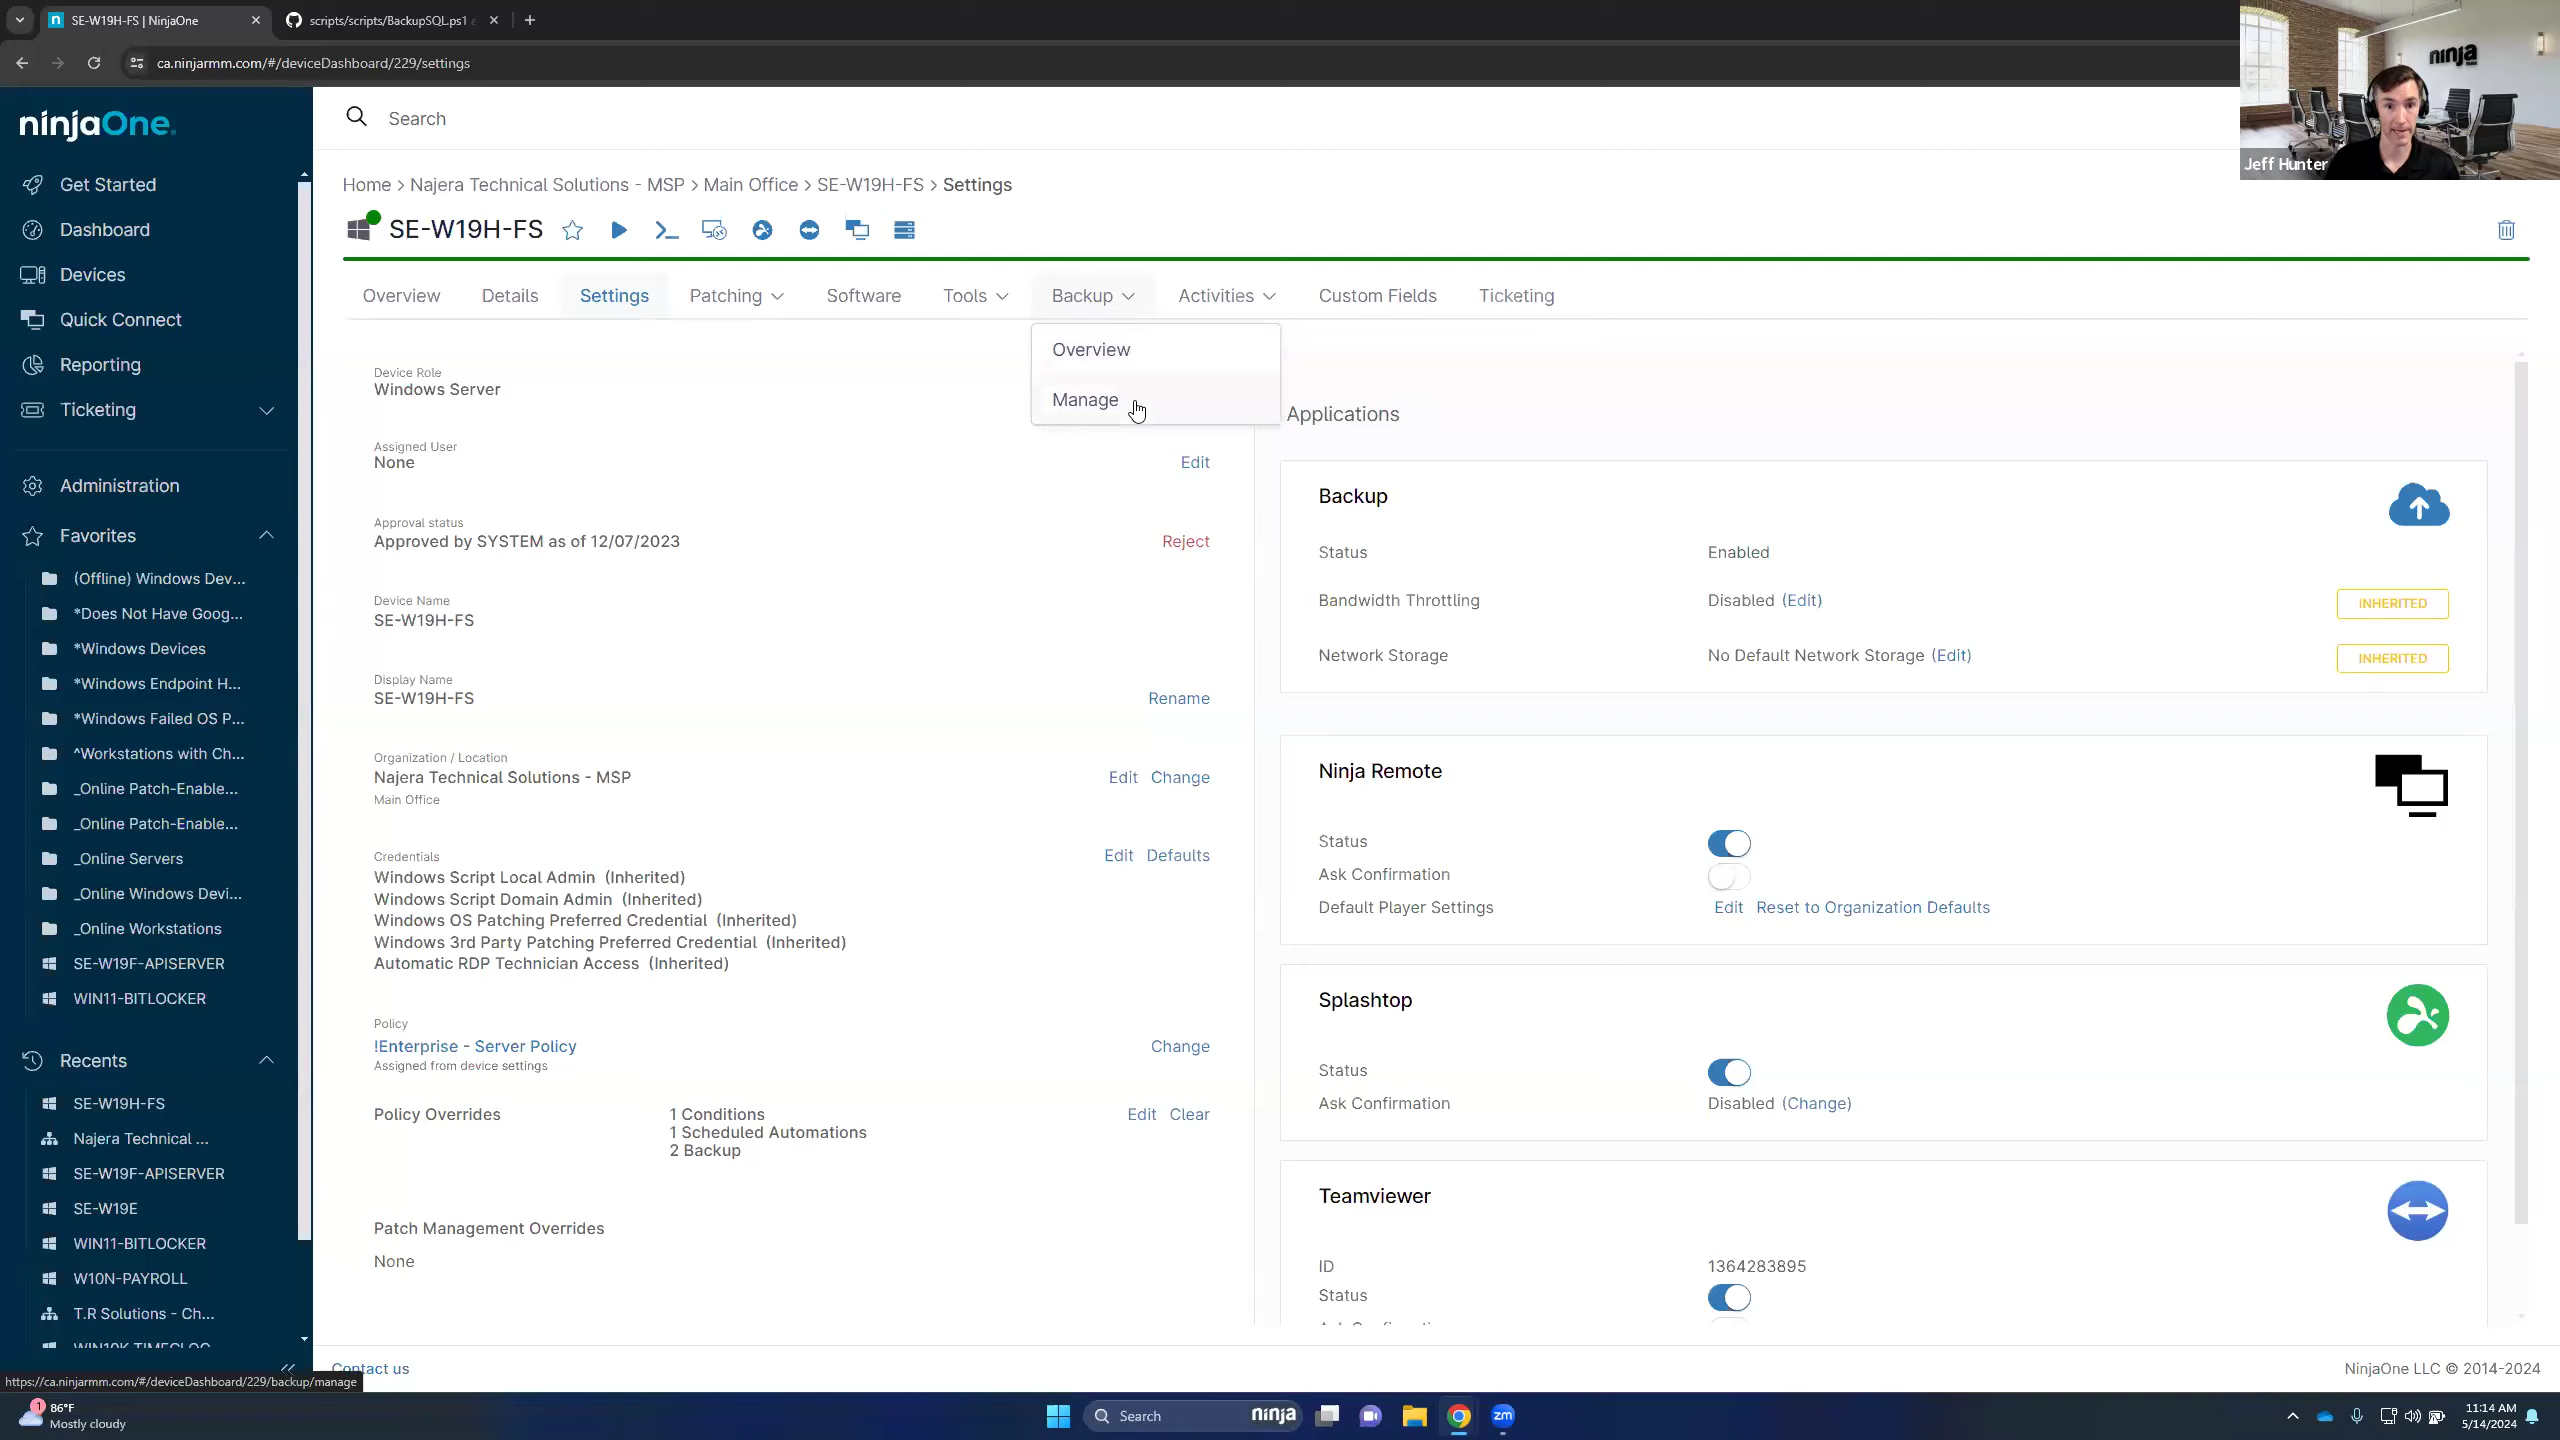 SE-W19H-FS | NinjaOne
scripts/scripts/BackupSQL.ps1
ca.ninjarmm.com/#/deviceDashboard/229/settings
ninja
Jeff Hunter
ninjaOne.
Search
Get Started
Dashboard
Devices
Quick Connect
Reporting
Ticketing
Administration
Favorites
(Offline) Windows Dev...
*Does Not Have Goog...
*Windows Devices
*Windows Endpoint H...
*Windows Failed OS P...
^Workstations with Ch...
_Online Patch-Enable...
_Online Patch-Enable...
_Online Servers
_Online Windows Devi...
_Online Workstations
SE-W19F-APISERVER
WIN11-BITLOCKER
Recents
SE-W19H-FS
Najera Technical ...
SE-W19F-APISERVER
SE-W19E
WIN11-BITLOCKER
W10N-PAYROLL
T.R Solutions - Ch...
Home > Najera Technical Solutions - MSP > Main Office > SE-W19H-FS > Settings
SE-W19H-FS
Overview Details Settings Patching Software Tools Backup Activities Custom Fields Ticketing
Overview
Manage
Device Role
Windows Server
Assigned User
None Edit
Approval status
Approved by SYSTEM as of 12/07/2023 Reject
Device Name
SE-W19H-FS
Display Name
SE-W19H-FS Rename
Organization / Location
Najera Technical Solutions - MSP Edit Change
Main Office
Credentials Edit Defaults
Windows Script Local Admin (Inherited)
Windows Script Domain Admin (Inherited)
Windows OS Patching Preferred Credential (Inherited)
Windows 3rd Party Patching Preferred Credential (Inherited)
Automatic RDP Technician Access (Inherited)
Policy
!Enterprise - Server Policy Change
Assigned from device settings
Policy Overrides 1 Conditions Edit Clear
1 Scheduled Automations
2 Backup
Patch Management Overrides
None
Applications
Backup
Status Enabled
Bandwidth Throttling Disabled (Edit) INHERITED
Network Storage No Default Network Storage (Edit) INHERITED
Ninja Remote
Status
Ask Confirmation
Default Player Settings Edit Reset to Organization Defaults
Splashtop
Status
Ask Confirmation Disabled (Change)
Teamviewer
ID 1364283895
Status
Contact us
NinjaOne LLC © 2014-2024
https://ca.ninjarmm.com/#/deviceDashboard/229/backup/manage
1
86°F
Mostly cloudy
Search
ninja
zm
11:14 AM
5/14/2024